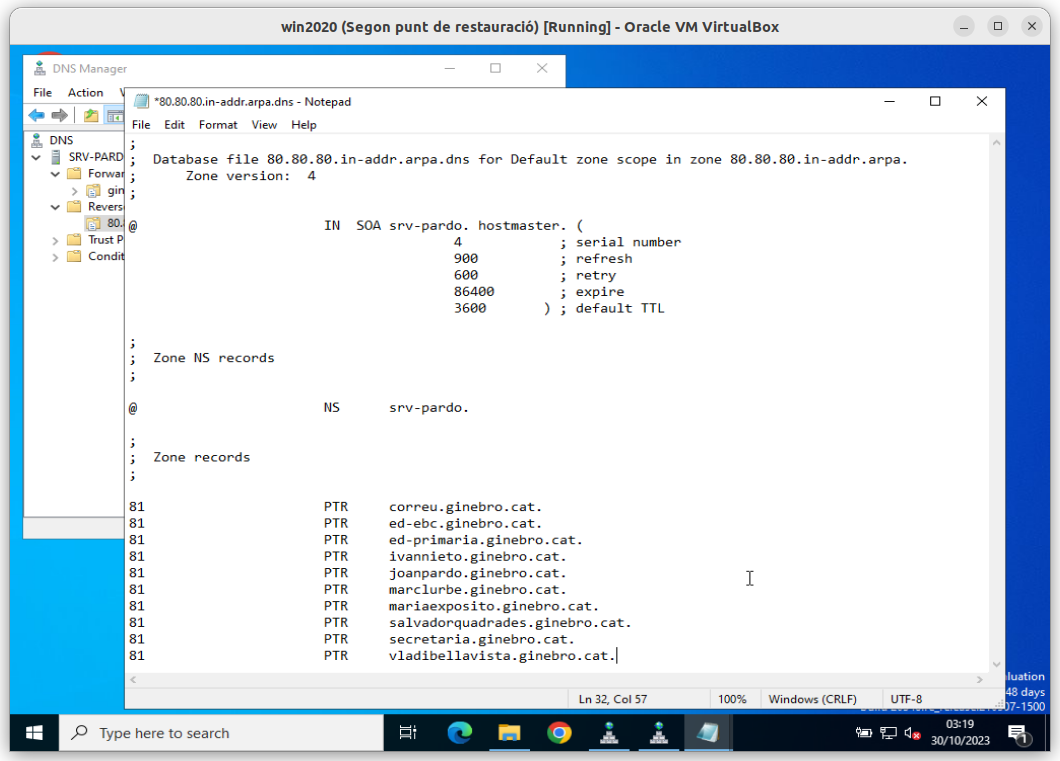 win2020 (Segon punt de restauració) [Running] - Oracle VM VirtualBox
DNS Manager
File Action
DNS
SRV-PARD
Forwar
gin
Revers
80.
Trust P
Condit
*80.80.80.in-addr.arpa.dns - Notepad
File Edit Format View Help
;
; Database file 80.80.80.in-addr.arpa.dns for Default zone scope in zone 80.80.80.in-addr.arpa.
; Zone version: 4
;
@ IN SOA srv-pardo. hostmaster. (
4 ; serial number
900 ; refresh
600 ; retry
86400 ; expire
3600 ) ; default TTL
;
; Zone NS records
;
@ NS srv-pardo.
;
; Zone records
;
81 PTR correu.ginebro.cat.
81 PTR ed-ebc.ginebro.cat.
81 PTR ed-primaria.ginebro.cat.
81 PTR ivannieto.ginebro.cat.
81 PTR joanpardo.ginebro.cat.
81 PTR marclurbe.ginebro.cat.
81 PTR mariaexposito.ginebro.cat.
81 PTR salvadorquadrades.ginebro.cat.
81 PTR secretaria.ginebro.cat.
81 PTR vladibellavista.ginebro.cat.
Ln 32, Col 57 100% Windows (CRLF) UTF-8
luation
48 days
07-1500
Type here to search
03:19
30/10/2023
1